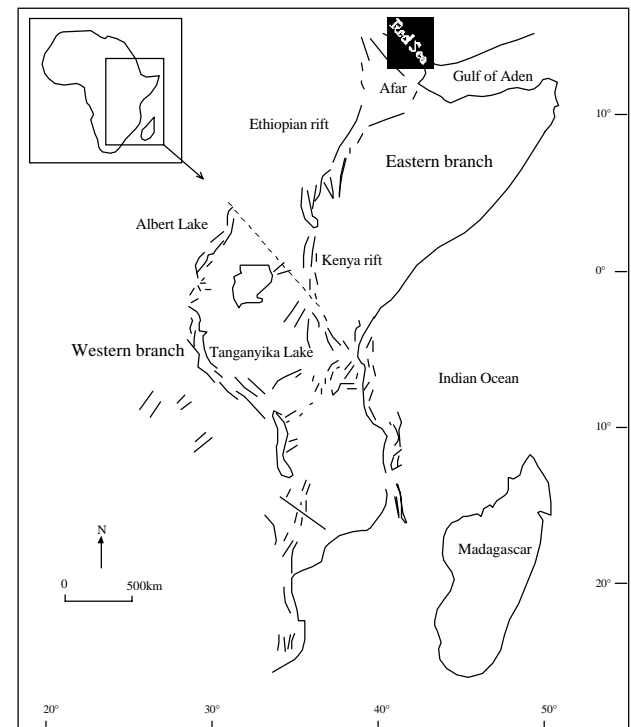 Red Sea
Gulf of Aden
Afar
10°
Ethiopian rift
Eastern branch
Albert Lake
Kenya rift
0°
Western branch
Tanganyika Lake
Indian Ocean
10°
N
Madagascar
0 500km
20°
20° 30° 40° 50°